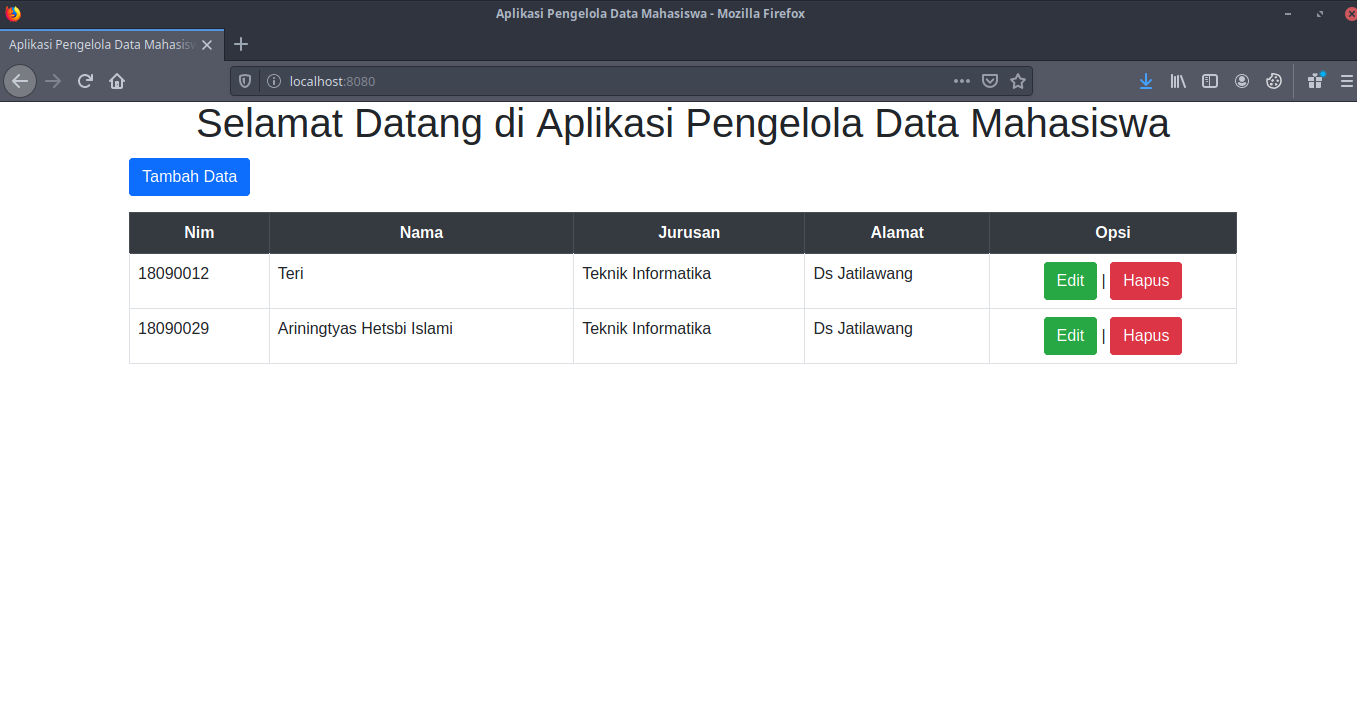 Aplikasi Pengelola Data Mahasiswa - Mozilla Firefox
Aplikasi Pengelola Data Mahasisw
localhost:8080
Selamat Datang di Aplikasi Pengelola Data Mahasiswa
Tambah Data
Nim Nama Jurusan Alamat Opsi
18090012 Teri Teknik Informatika Ds Jatilawang Edit | Hapus
18090029 Ariningtyas Hetsbi Islami Teknik Informatika Ds Jatilawang Edit | Hapus